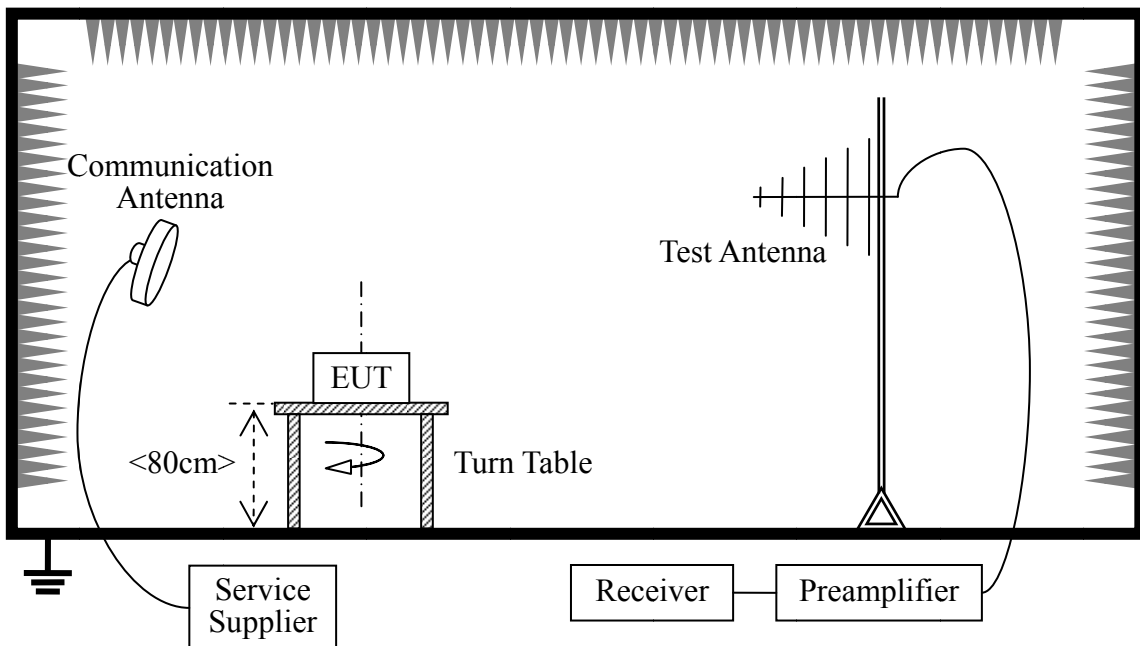 Communication
Antenna
Test Antenna
EUT
<80cm>
Turn Table
Service
Supplier
Receiver
Preamplifier